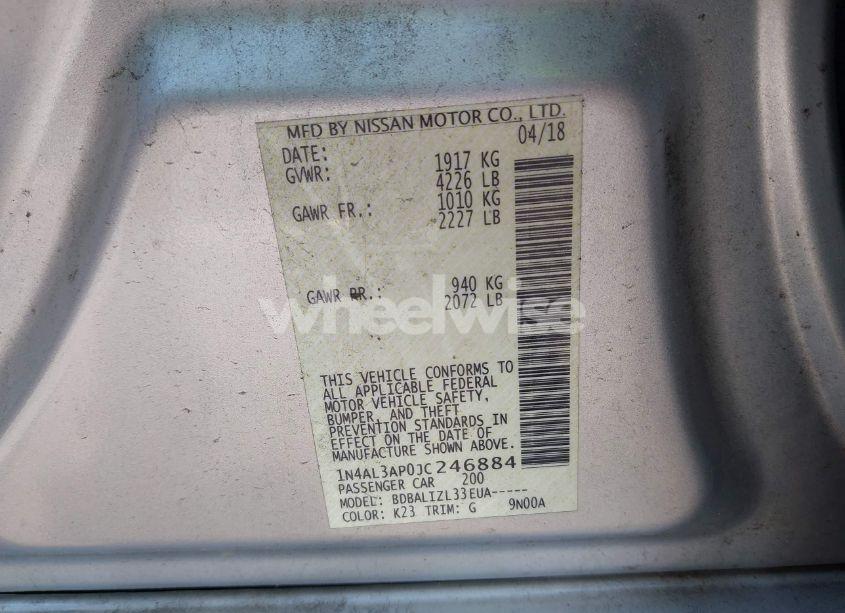 MFD BY NISSAN MOTOR CO., LTD.
DATE: 04/18
GVWR: 1917 KG
4226 LB
GAWR FR.: 1010 KG
2227 LB
GAWR RR.: 940 KG
2072 LB
wheelwise
THIS VEHICLE CONFORMS TO
ALL APPLICABLE FEDERAL
MOTOR VEHICLE SAFETY,
BUMPER, AND THEFT
PREVENTION STANDARDS IN
EFFECT ON THE DATE OF
MANUFACTURE SHOWN ABOVE.
1N4AL3AP0JC246884
PASSENGER CAR 200
MODEL: BDBALIZL33EUA-----
COLOR: K23 TRIM: G 9N00A